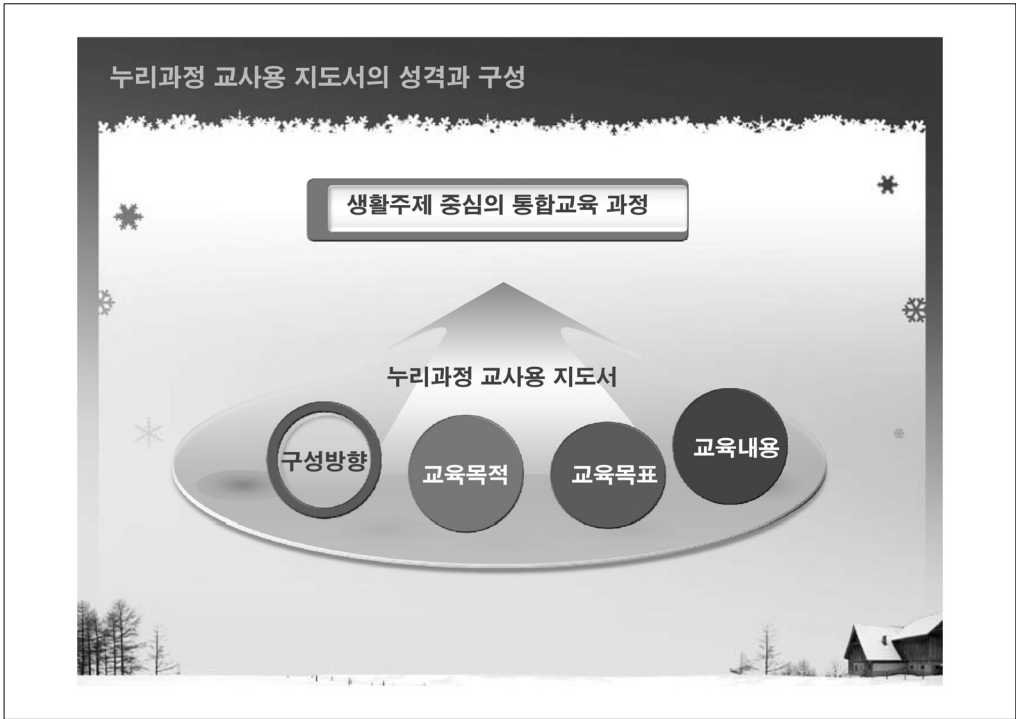 누리과정 교사용 지도서의 성격과 구성
생활주제 중심의 통합교육 과정
누리과정 교사용 지도서
구성방향
교육목적
교육목표
교육내용